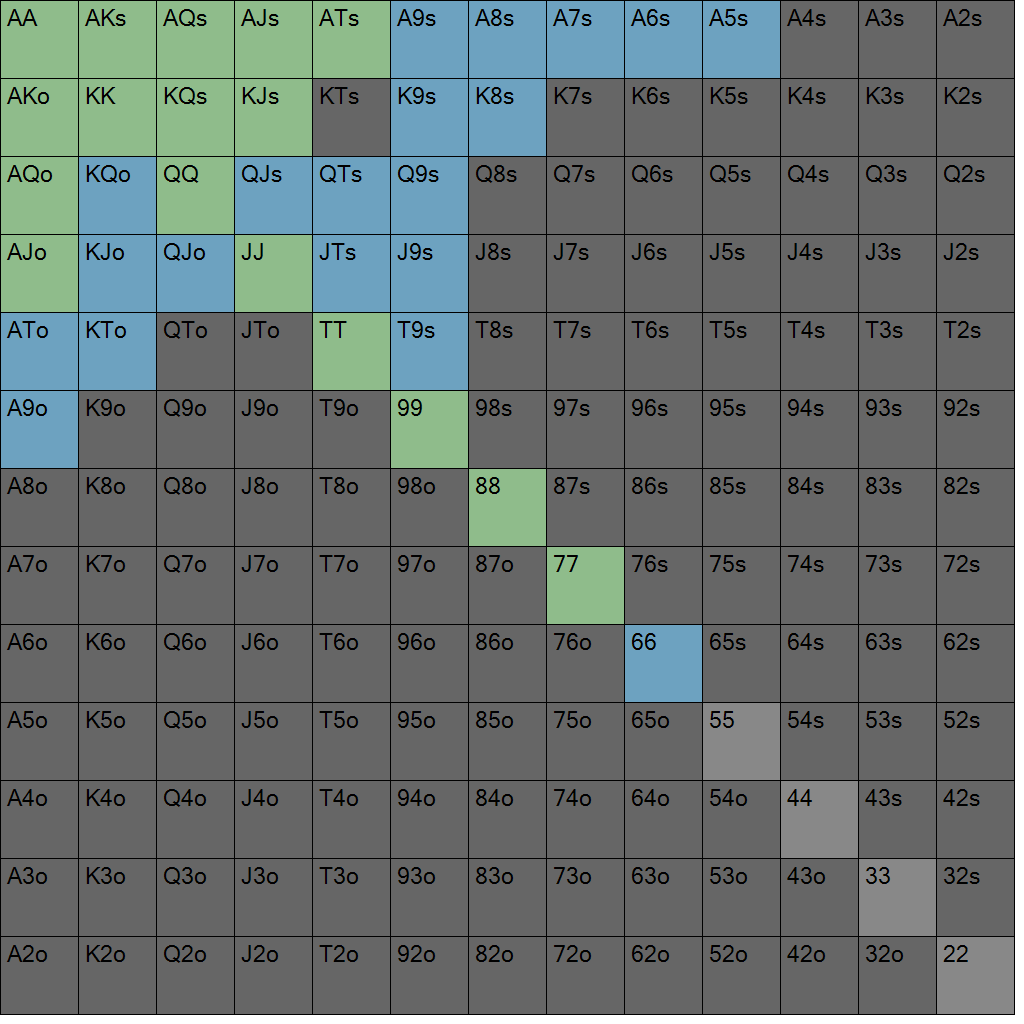 AA AKs AQs AJs ATs A9s A8s A7s A6s A5s A4s A3s A2s
AKo KK KQs KJs KTs K9s K8s K7s K6s K5s K4s K3s K2s
AQo KQo QQ QJs QTs Q9s Q8s Q7s Q6s Q5s Q4s Q3s Q2s
AJo KJo QJo JJ JTs J9s J8s J7s J6s J5s J4s J3s J2s
ATo KTo QTo JTo TT T9s T8s T7s T6s T5s T4s T3s T2s
A9o K9o Q9o J9o T9o 99 98s 97s 96s 95s 94s 93s 92s
A8o K8o Q8o J8o T8o 98o 88 87s 86s 85s 84s 83s 82s
A7o K7o Q7o J7o T7o 97o 87o 77 76s 75s 74s 73s 72s
A6o K6o Q6o J6o T6o 96o 86o 76o 66 65s 64s 63s 62s
A5o K5o Q5o J5o T5o 95o 85o 75o 65o 55 54s 53s 52s
A4o K4o Q4o J4o T4o 94o 84o 74o 64o 54o 44 43s 42s
A3o K3o Q3o J3o T3o 93o 83o 73o 63o 53o 43o 33 32s
A2o K2o Q2o J2o T2o 92o 82o 72o 62o 52o 42o 32o 22